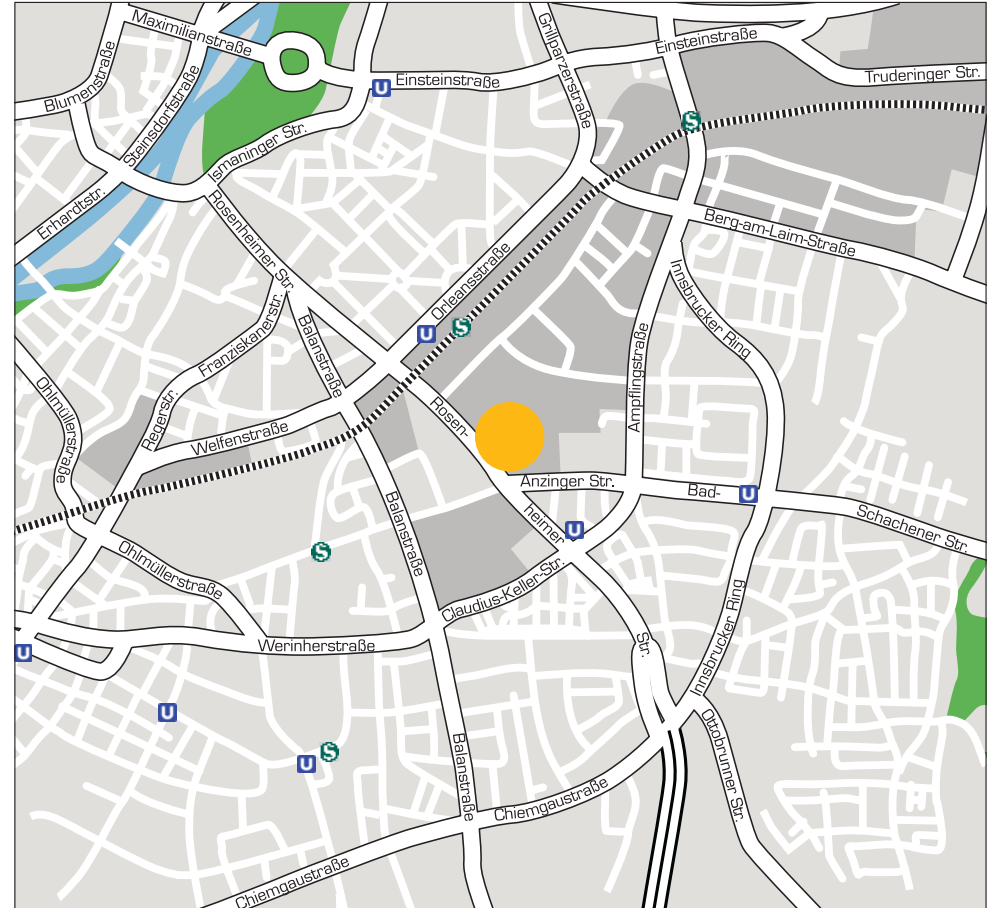 Maximilianstraße
Grillparzerstraße
Einsteinstraße
Einsteinstraße
Truderinger Str.
U
Blumenstraße
Steinsdorfstraße
S
Ismaninger Str.
Erhardtstr.
Rosenheimer Str.
Berg-am-Laim-Straße
Orleansstraße
Innsbrucker Ring
Franziskanerstr.
Balanstraße
U
S
Ampflingstraße
Ohlmüllerstraße
Regerstr.
Welfenstraße
Rosen-
heimer
Str.
Anzinger Str.
Bad-
U
Schachener Str.
Balanstraße
U
S
Ohlmüllerstraße
Claudius-Keller-Str.
Werinherstraße
Innsbrucker Ring
U
U
S
U
Balanstraße
Ottobrunner Str.
Chiemgaustraße
Chiemgaustraße